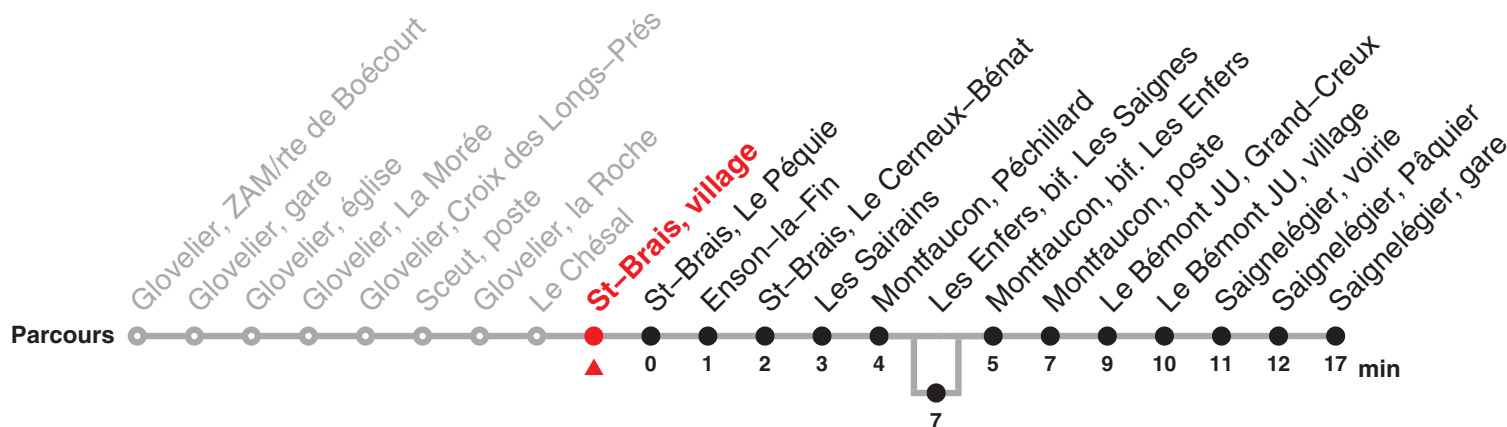 Glovelier, ZAM/rte de Boécourt
Glovelier, gare
Glovelier, église
Glovelier, La Morée
Glovelier, Croix des Longs–Prés
Sceut, poste
Glovelier, la Roche
Le Chésal
St–Brais, village
St–Brais, Le Péquie
Enson–la–Fin
St–Brais, Le Cerneux–Bénat
Les Sairains
Montfaucon, Péchillard
Les Enfers, bif. Les Saignes
Montfaucon, bif. Les Enfers
Montfaucon, poste
Le Bémont JU, Grand–Creux
Le Bémont JU, village
Saignelégier, voirie
Saignelégier, Pâquier
Saignelégier, gare
Parcours
0 1 2 3 4 5 7 9 10 11 12 17 min
7